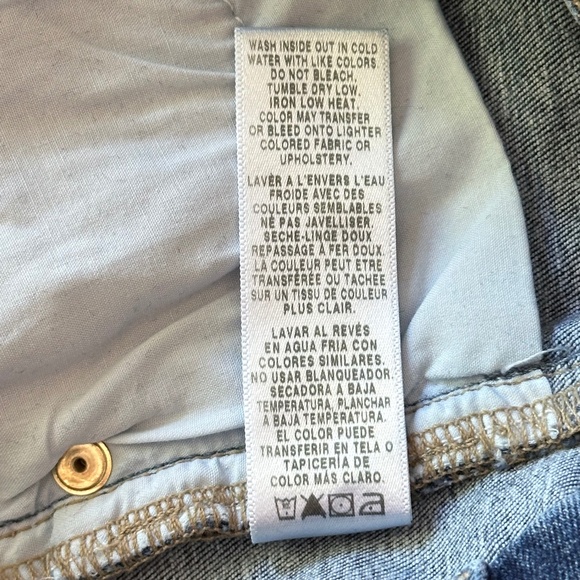 WASH INSIDE OUT IN COLD
WATER WITH LIKE COLORS.
DO NOT BLEACH.
TUMBLE DRY LOW.
IRON LOW HEAT.
COLOR MAY TRANSFER
OR BLEED ONTO LIGHTER
COLORED FABRIC OR
UPHOLSTERY.
LAVER A L'ENVERS L'EAU
FROIDE AVEC DES
COULEURS SEMBLABLES
NE PAS JAVELLISER.
SECHE-LINGE DOUX
REPASSAGE A FER DOUX.
LA COULEUR PEUT ETRE
TRANSFÉRÉE OU TACHEE
SUR UN TISSU DE COULEUR
PLUS CLAIR.
LAVAR AL REVÉS
EN AGUA FRIA CON
COLORES SIMILARES.
NO USAR BLANQUEADOR
SECADORA A BAJA
TEMPERATURA, PLANCHAR
A BAJA TEMPERATURA.
EL COLOR PUEDE
TRANSFERIR EN TELA O
TAPICERÍA DE
COLOR MÁS CLARO.